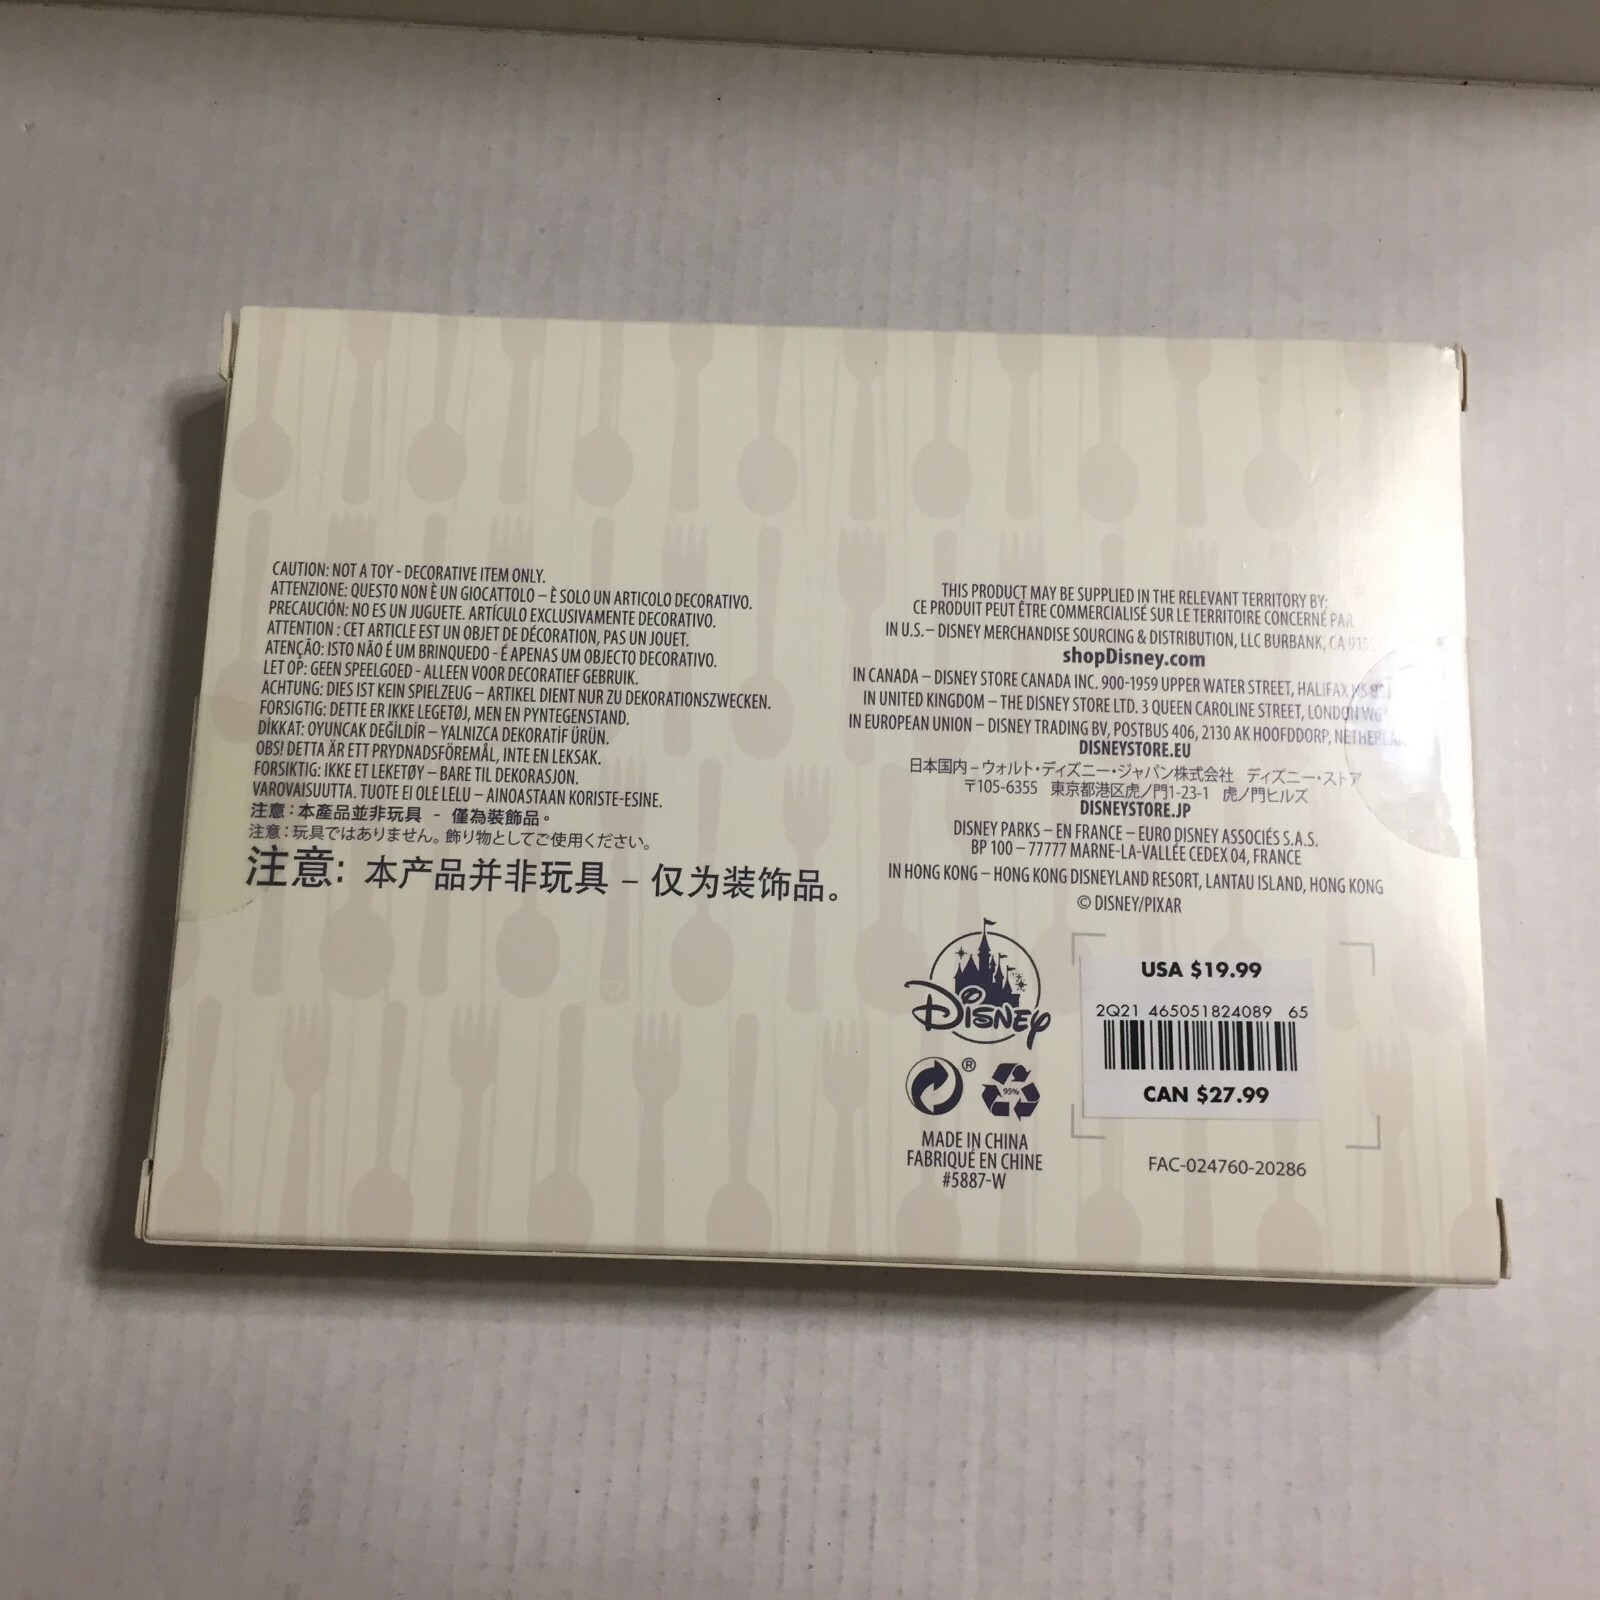 CAUTION: NOT A TOY - DECORATIVE ITEM ONLY.
ATTENZIONE: QUESTO NON È UN GIOCATTOLO – È SOLO UN ARTICOLO DECORATIVO.
PRECAUCIÓN: NO ES UN JUGUETE. ARTÍCULO EXCLUSIVAMENTE DECORATIVO.
ATTENTION : CET ARTICLE EST UN OBJET DE DÉCORATION, PAS UN JOUET.
ATENÇÃO: ISTO NÃO É UM BRINQUEDO - É APENAS UM OBJECTO DECORATIVO.
LET OP: GEEN SPEELGOED - ALLEEN VOOR DECORATIEF GEBRUIK.
ACHTUNG: DIES IST KEIN SPIELZEUG – ARTIKEL DIENT NUR ZU DEKORATIONSZWECKEN.
FORSIGTIG: DETTE ER IKKE LEGETØJ, MEN EN PYNTEGENSTAND.
DİKKAT: OYUNCAK DEĞİLDİR – YALNIZCA DEKORATİF ÜRÜN.
OBS! DETTA ÄR ETT PRYDNADSFÖREMÅL, INTE EN LEKSAK.
FORSIKTIG: IKKE ET LEKETØY – BARE TIL DEKORASJON.
VAROVAISUUTTA. TUOTE EI OLE LELU – AINOASTAAN KORISTE-ESINE.
注意：本產品並非玩具 - 僅為裝飾品。
注意：玩具ではありません。飾り物としてご使用ください。
注意: 本产品并非玩具 – 仅为装饰品。
THIS PRODUCT MAY BE SUPPLIED IN THE RELEVANT TERRITORY BY:
CE PRODUIT PEUT ÊTRE COMMERCIALISÉ SUR LE TERRITOIRE CONCERNÉ PAR
IN U.S. – DISNEY MERCHANDISE SOURCING & DISTRIBUTION, LLC BURBANK, CA
shopDisney.com
IN CANADA – DISNEY STORE CANADA INC. 900-1959 UPPER WATER STREET, HALIFAX NS
IN UNITED KINGDOM – THE DISNEY STORE LTD. 3 QUEEN CAROLINE STREET, LONDON
IN EUROPEAN UNION – DISNEY TRADING BV, POSTBUS 406, 2130 AK HOOFDDORP,
DISNEYSTORE.EU
日本国内 – ウォルト・ディズニー・ジャパン株式会社 ディズニー・ストア
〒105-6355 東京都港区虎ノ門1-23-1 虎ノ門ヒルズ
DISNEYSTORE.JP
DISNEY PARKS – EN FRANCE – EURO DISNEY ASSOCIÉS S.A.S.
BP 100 – 77777 MARNE-LA-VALLÉE CEDEX 04, FRANCE
IN HONG KONG – HONG KONG DISNEYLAND RESORT, LANTAU ISLAND, HONG KONG
© DISNEY/PIXAR
DISNEY
®
95%
MADE IN CHINA
FABRIQUÉ EN CHINE
#5887-W
USA $19.99
2Q21 465051824089 65
CAN $27.99
FAC-024760-20286